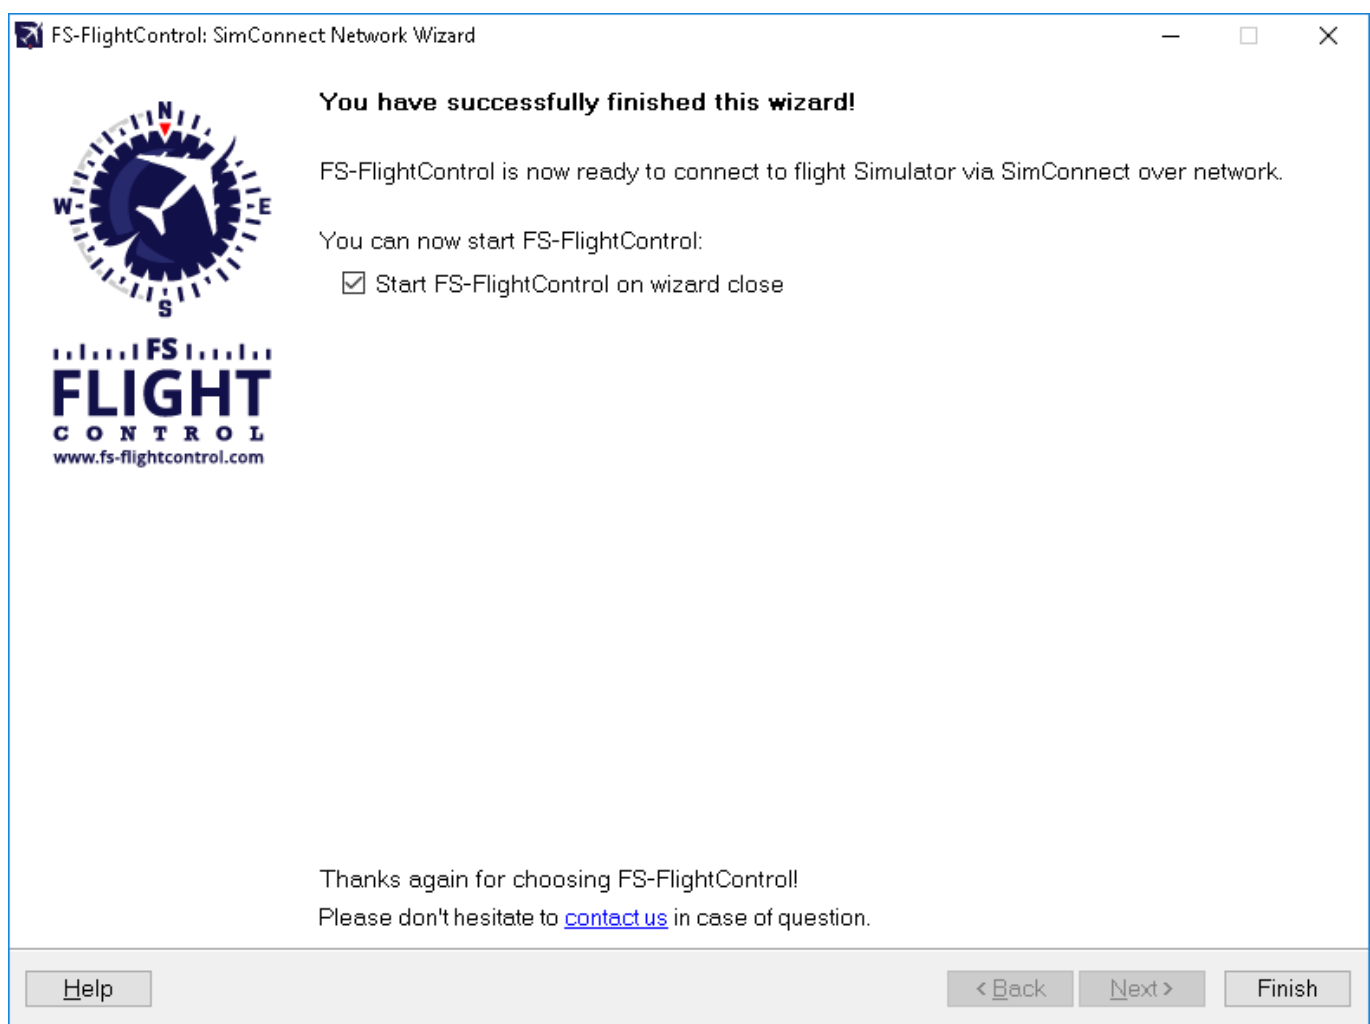 FS-FlightControl: SimConnect Network Wizard
You have successfully finished this wizard!
FS-FlightControl is now ready to connect to flight Simulator via SimConnect over network.
You can now start FS-FlightControl:
Start FS-FlightControl on wizard close
N
W
E
S
FS
FLIGHT
CONTROL
www.fs-flightcontrol.com
Thanks again for choosing FS-FlightControl!
Please don't hesitate to contact us in case of question.
Help
< Back
Next >
Finish